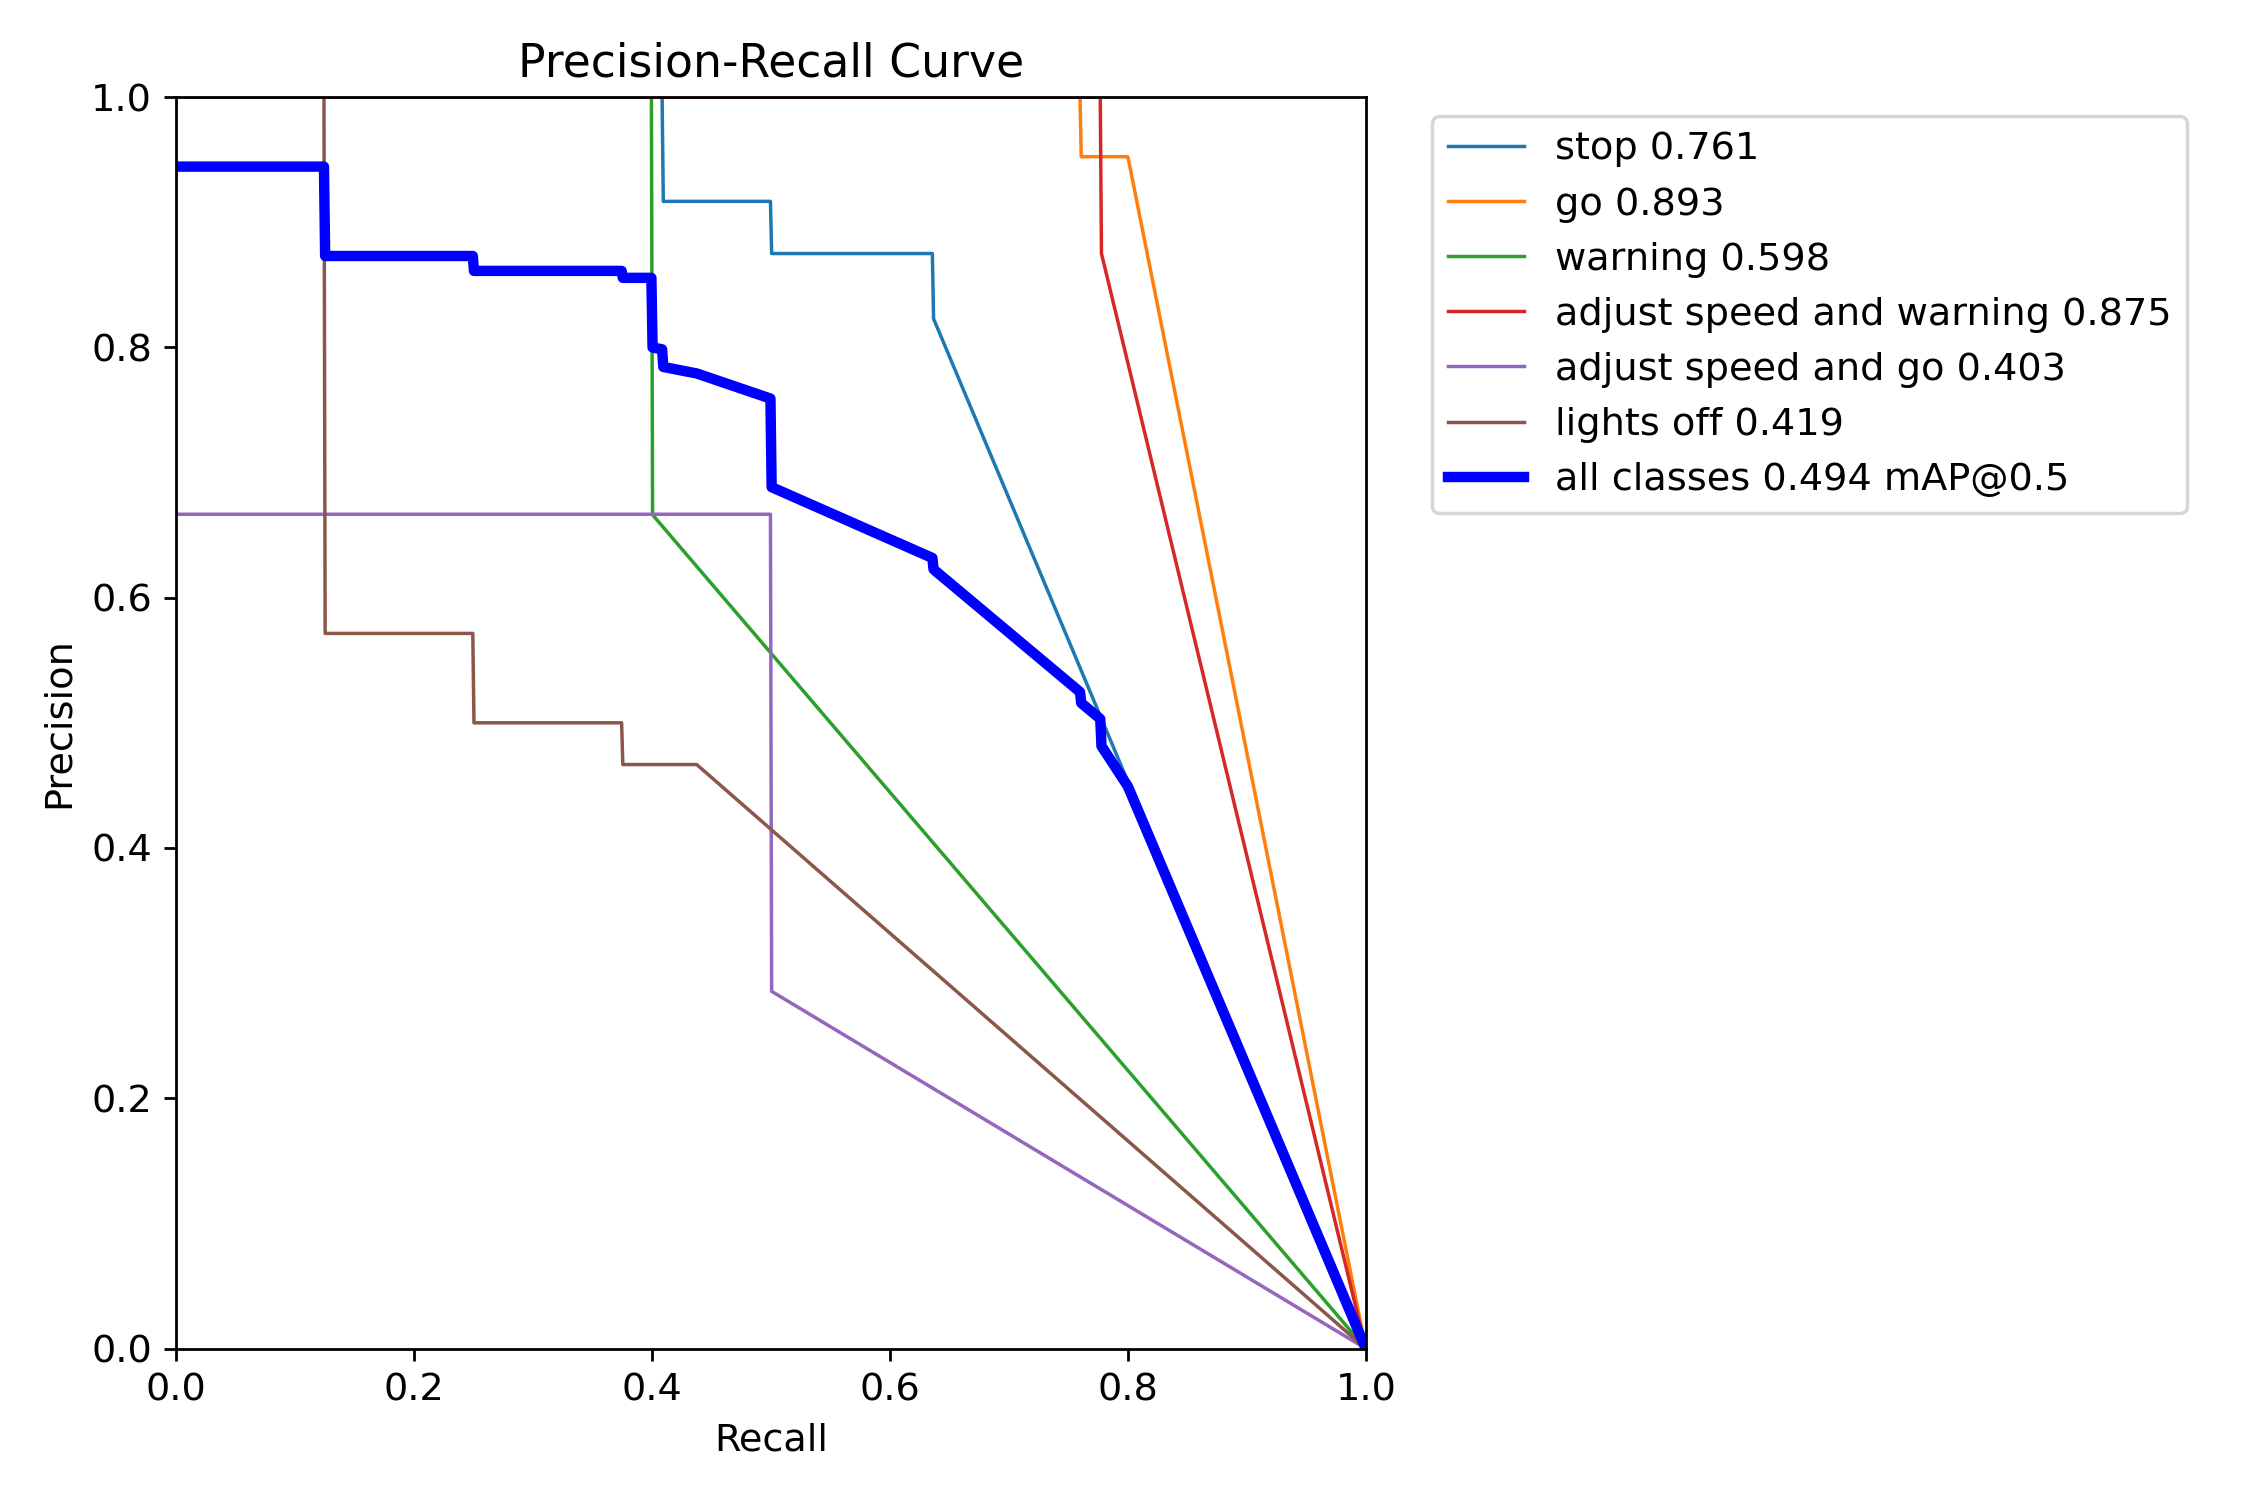 Precision-Recall Curve
1.0
0.8
0.6
0.4
0.2
0.0
Precision
0.0 0.2 0.4 0.6 0.8 1.0
Recall
stop 0.761
go 0.893
warning 0.598
adjust speed and warning 0.875
adjust speed and go 0.403
lights off 0.419
all classes 0.494 mAP@0.5